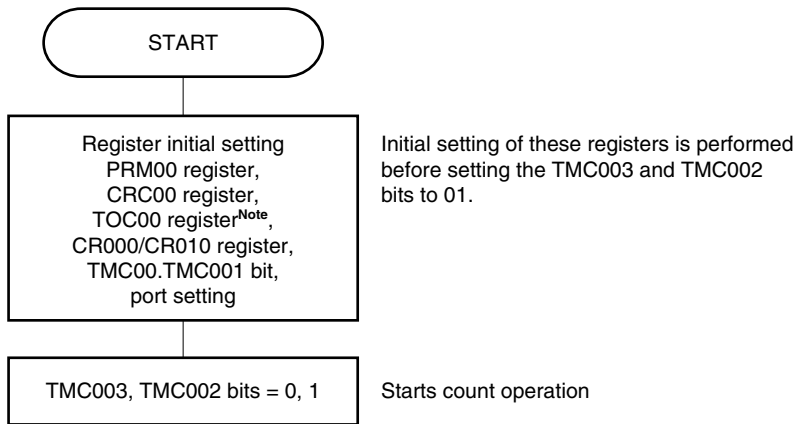 START
Register initial setting
PRM00 register,
CRC00 register,
TOC00 registerNote,
CR000/CR010 register,
TMC00.TMC001 bit,
port setting
Initial setting of these registers is performed
before setting the TMC003 and TMC002
bits to 01.
TMC003, TMC002 bits = 0, 1
Starts count operation